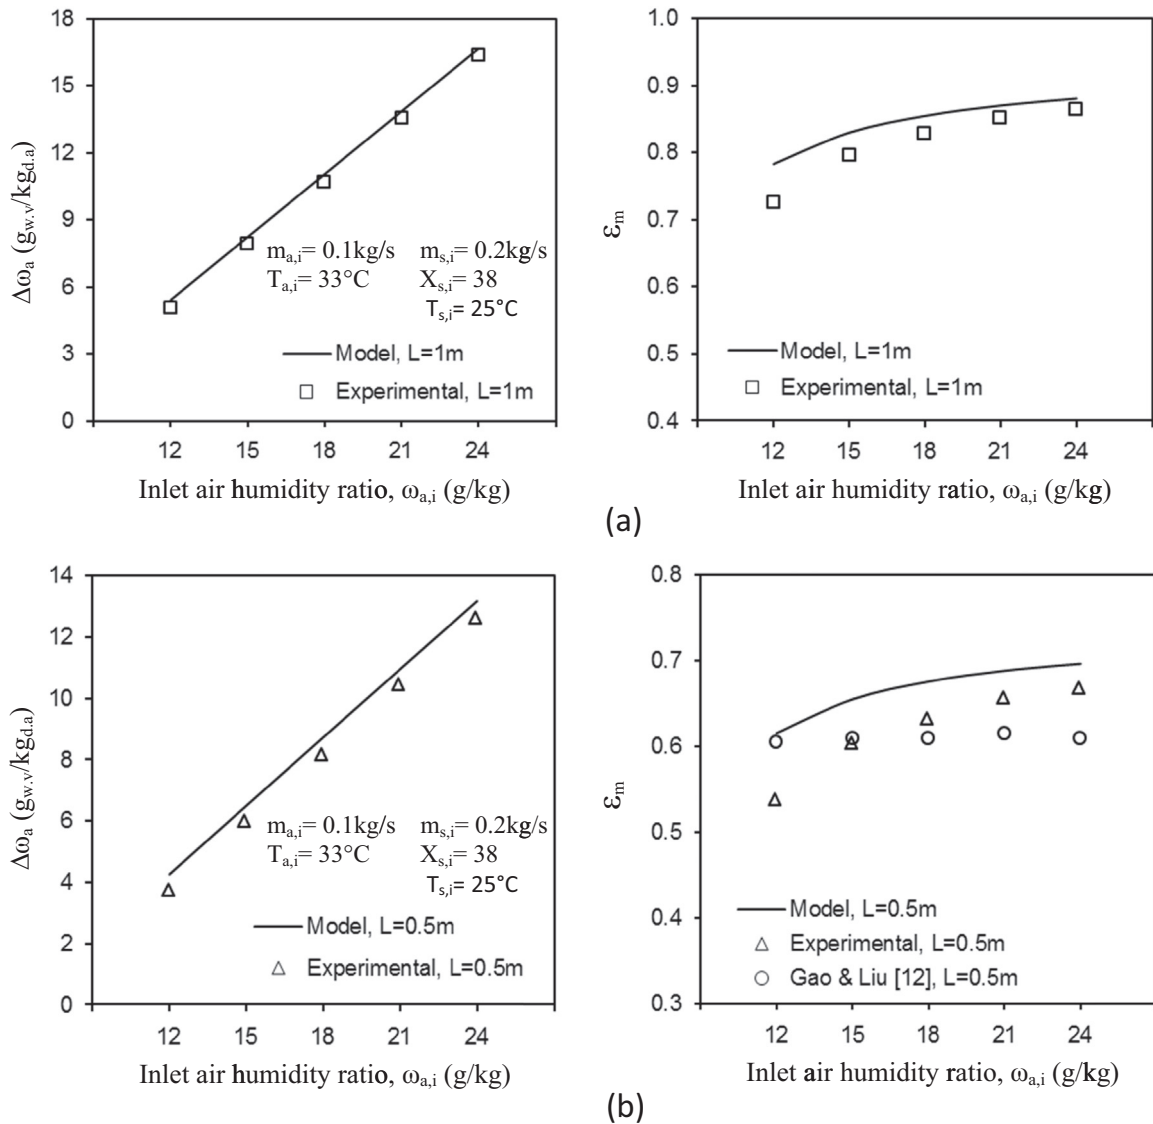 18
15
12
9
6
3
0
Δω_a (g_w.v/kg_d.a)
m_a,i= 0.1kg/s m_s,i= 0.2kg/s
T_a,i= 33°C X_s,i= 38
T_s,i= 25°C
Model, L=1m
Experimental, L=1m
12 15 18 21 24
Inlet air humidity ratio, ω_a,i (g/kg)
1.0
0.9
0.8
0.7
0.6
0.5
0.4
ε_m
Model, L=1m
Experimental, L=1m
12 15 18 21 24
Inlet air humidity ratio, ω_a,i (g/kg)
(a)
14
12
10
8
6
4
2
0
Δω_a (g_w.v/kg_d.a)
m_a,i= 0.1kg/s m_s,i= 0.2kg/s
T_a,i= 33°C X_s,i= 38
T_s,i= 25°C
Model, L=0.5m
Experimental, L=0.5m
12 15 18 21 24
Inlet air humidity ratio, ω_a,i (g/kg)
0.8
0.7
0.6
0.5
0.4
0.3
ε_m
Model, L=0.5m
Experimental, L=0.5m
Gao & Liu [12], L=0.5m
12 15 18 21 24
Inlet air humidity ratio, ω_a,i (g/kg)
(b)